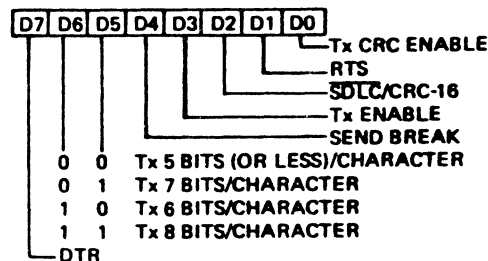 D7 D6 D5 D4 D3 D2 D1 D0
Tx CRC ENABLE
RTS
SDLC/CRC-16
Tx ENABLE
SEND BREAK
0 0 Tx 5 BITS (OR LESS)/CHARACTER
0 1 Tx 7 BITS/CHARACTER
1 0 Tx 6 BITS/CHARACTER
1 1 Tx 8 BITS/CHARACTER
DTR